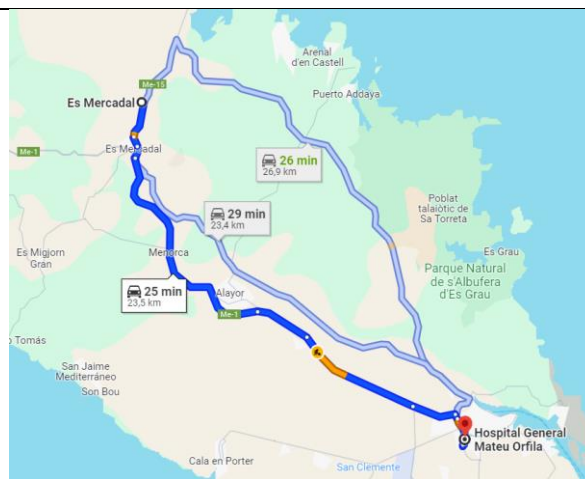 Arenal
d'en Castell
Me-15
Es Mercadal
Puerto Addaya
Me-1
Es Mercadal
26 min
26,9 km
29 min
23,4 km
Poblat
talaiòtic de
Sa Torreta
Es Migjorn
Gran
Menorca
Es Grau
Parque Natural
de s'Albufera
d'Es Grau
25 min
23,5 km
Alayor
Me-1
o Tomás
San Jaime
Mediterráneo
Son Bou
Hospital General
Mateu Orfila
Cala en Porter
San Clemente